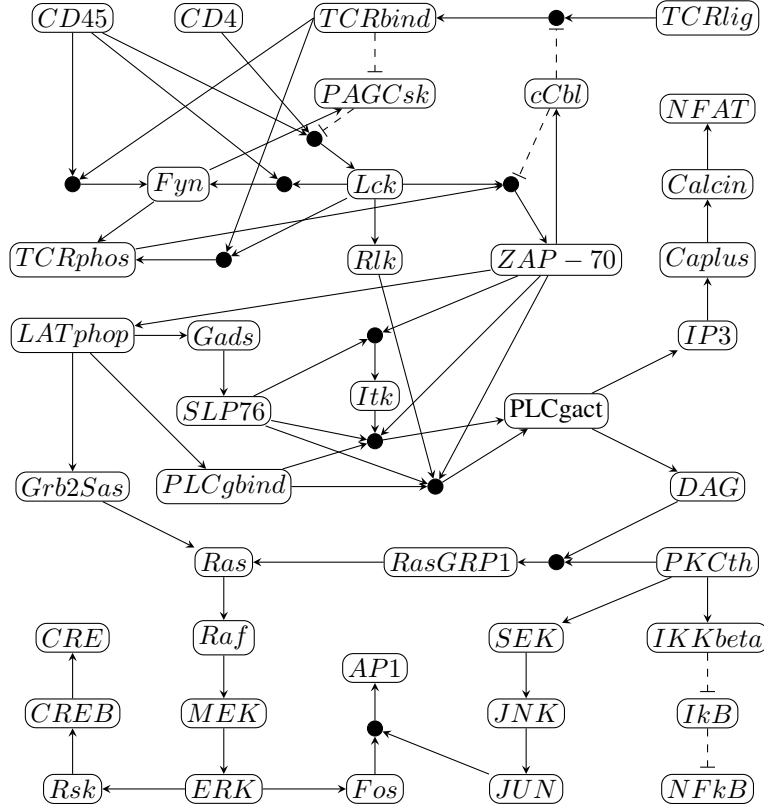 CD45 CD4 TCRbind TCRlig
PAGCsk cCbl NFAT
Fyn Lck Calcin
TCRphos Rlk ZAP − 70 Caplus
LATphop Gads IP3
SLP76 Itk PLCgact
Grb2Sas PLCgbind DAG
Ras RasGRP1 PKCth
CRE Raf AP1 SEK IKKbeta
CREB MEK JNK IkB
Rsk ERK Fos JUN NFkB